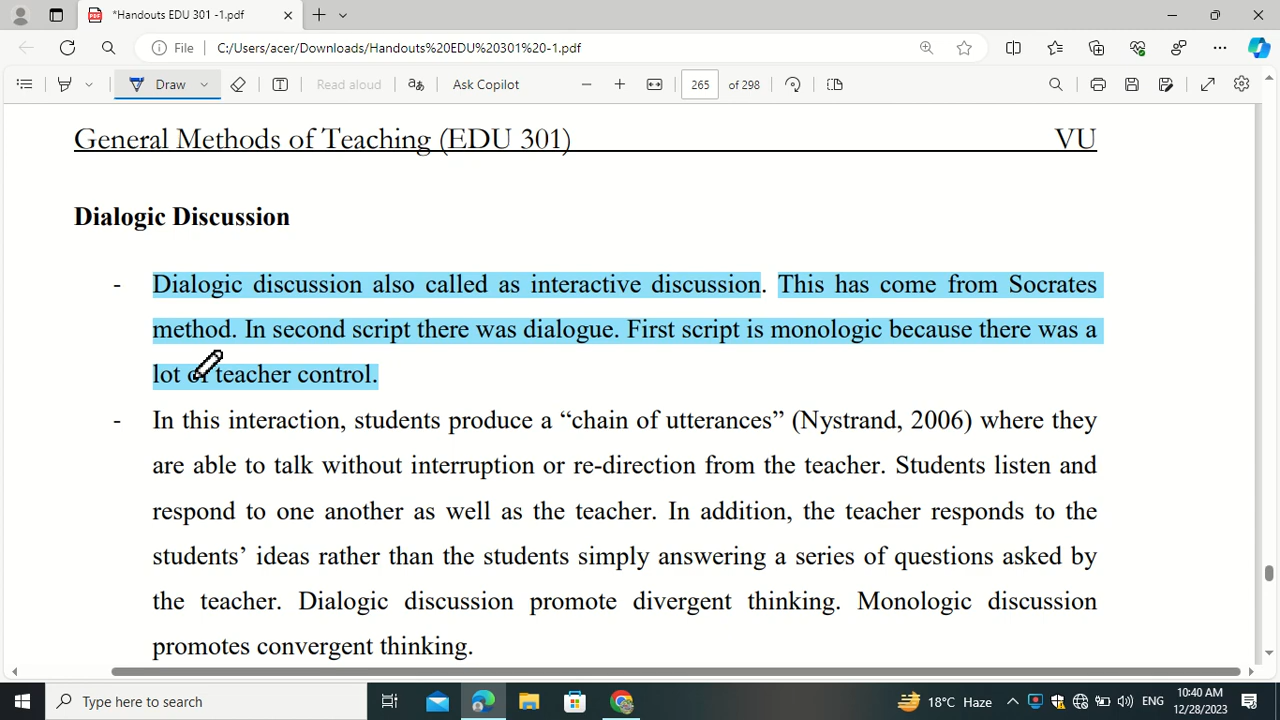 *Handouts EDU 301 -1.pdf
File
C:/Users/acer/Downloads/Handouts%20EDU%20301%20-1.pdf
Draw
Read aloud
Ask Copilot
265
of 298
General Methods of Teaching (EDU 301) VU
Dialogic Discussion
- Dialogic discussion also called as interactive discussion. This has come from Socrates
method. In second script there was dialogue. First script is monologic because there was a
lot of teacher control.
- In this interaction, students produce a “chain of utterances” (Nystrand, 2006) where they
are able to talk without interruption or re-direction from the teacher. Students listen and
respond to one another as well as the teacher. In addition, the teacher responds to the
students’ ideas rather than the students simply answering a series of questions asked by
the teacher. Dialogic discussion promote divergent thinking. Monologic discussion
promotes convergent thinking.
Type here to search
18°C Haze
ENG
10:40 AM
12/28/2023